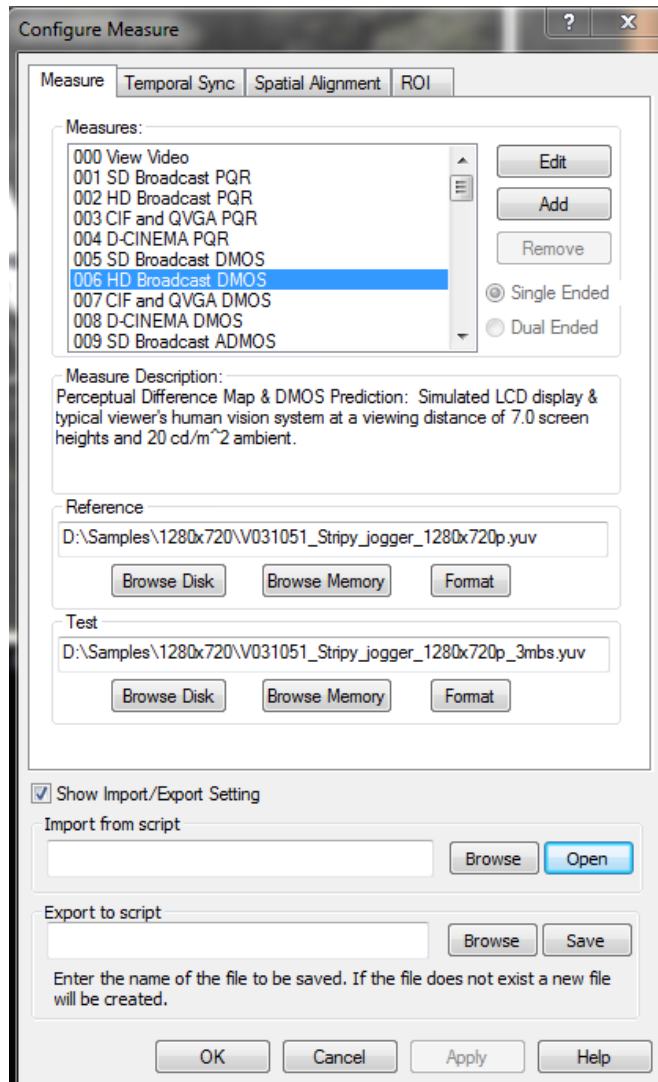 Configure Measure
Measure
Temporal Sync
Spatial Alignment
ROI
Measures:
000 View Video
001 SD Broadcast PQR
002 HD Broadcast PQR
003 CIF and QVGA PQR
004 D-CINEMA PQR
005 SD Broadcast DMOS
006 HD Broadcast DMOS
007 CIF and QVGA DMOS
008 D-CINEMA DMOS
009 SD Broadcast ADMOS
Edit
Add
Remove
Single Ended
Dual Ended
Measure Description:
Perceptual Difference Map & DMOS Prediction: Simulated LCD display &
typical viewer's human vision system at a viewing distance of 7.0 screen
heights and 20 cd/m^2 ambient.
Reference
D:\Samples\1280x720\V031051_Stripy_jogger_1280x720p.yuv
Browse Disk
Browse Memory
Format
Test
D:\Samples\1280x720\V031051_Stripy_jogger_1280x720p_3mbs.yuv
Browse Disk
Browse Memory
Format
Show Import/Export Setting
Import from script
Browse
Open
Export to script
Browse
Save
Enter the name of the file to be saved. If the file does not exist a new file
will be created.
OK
Cancel
Apply
Help